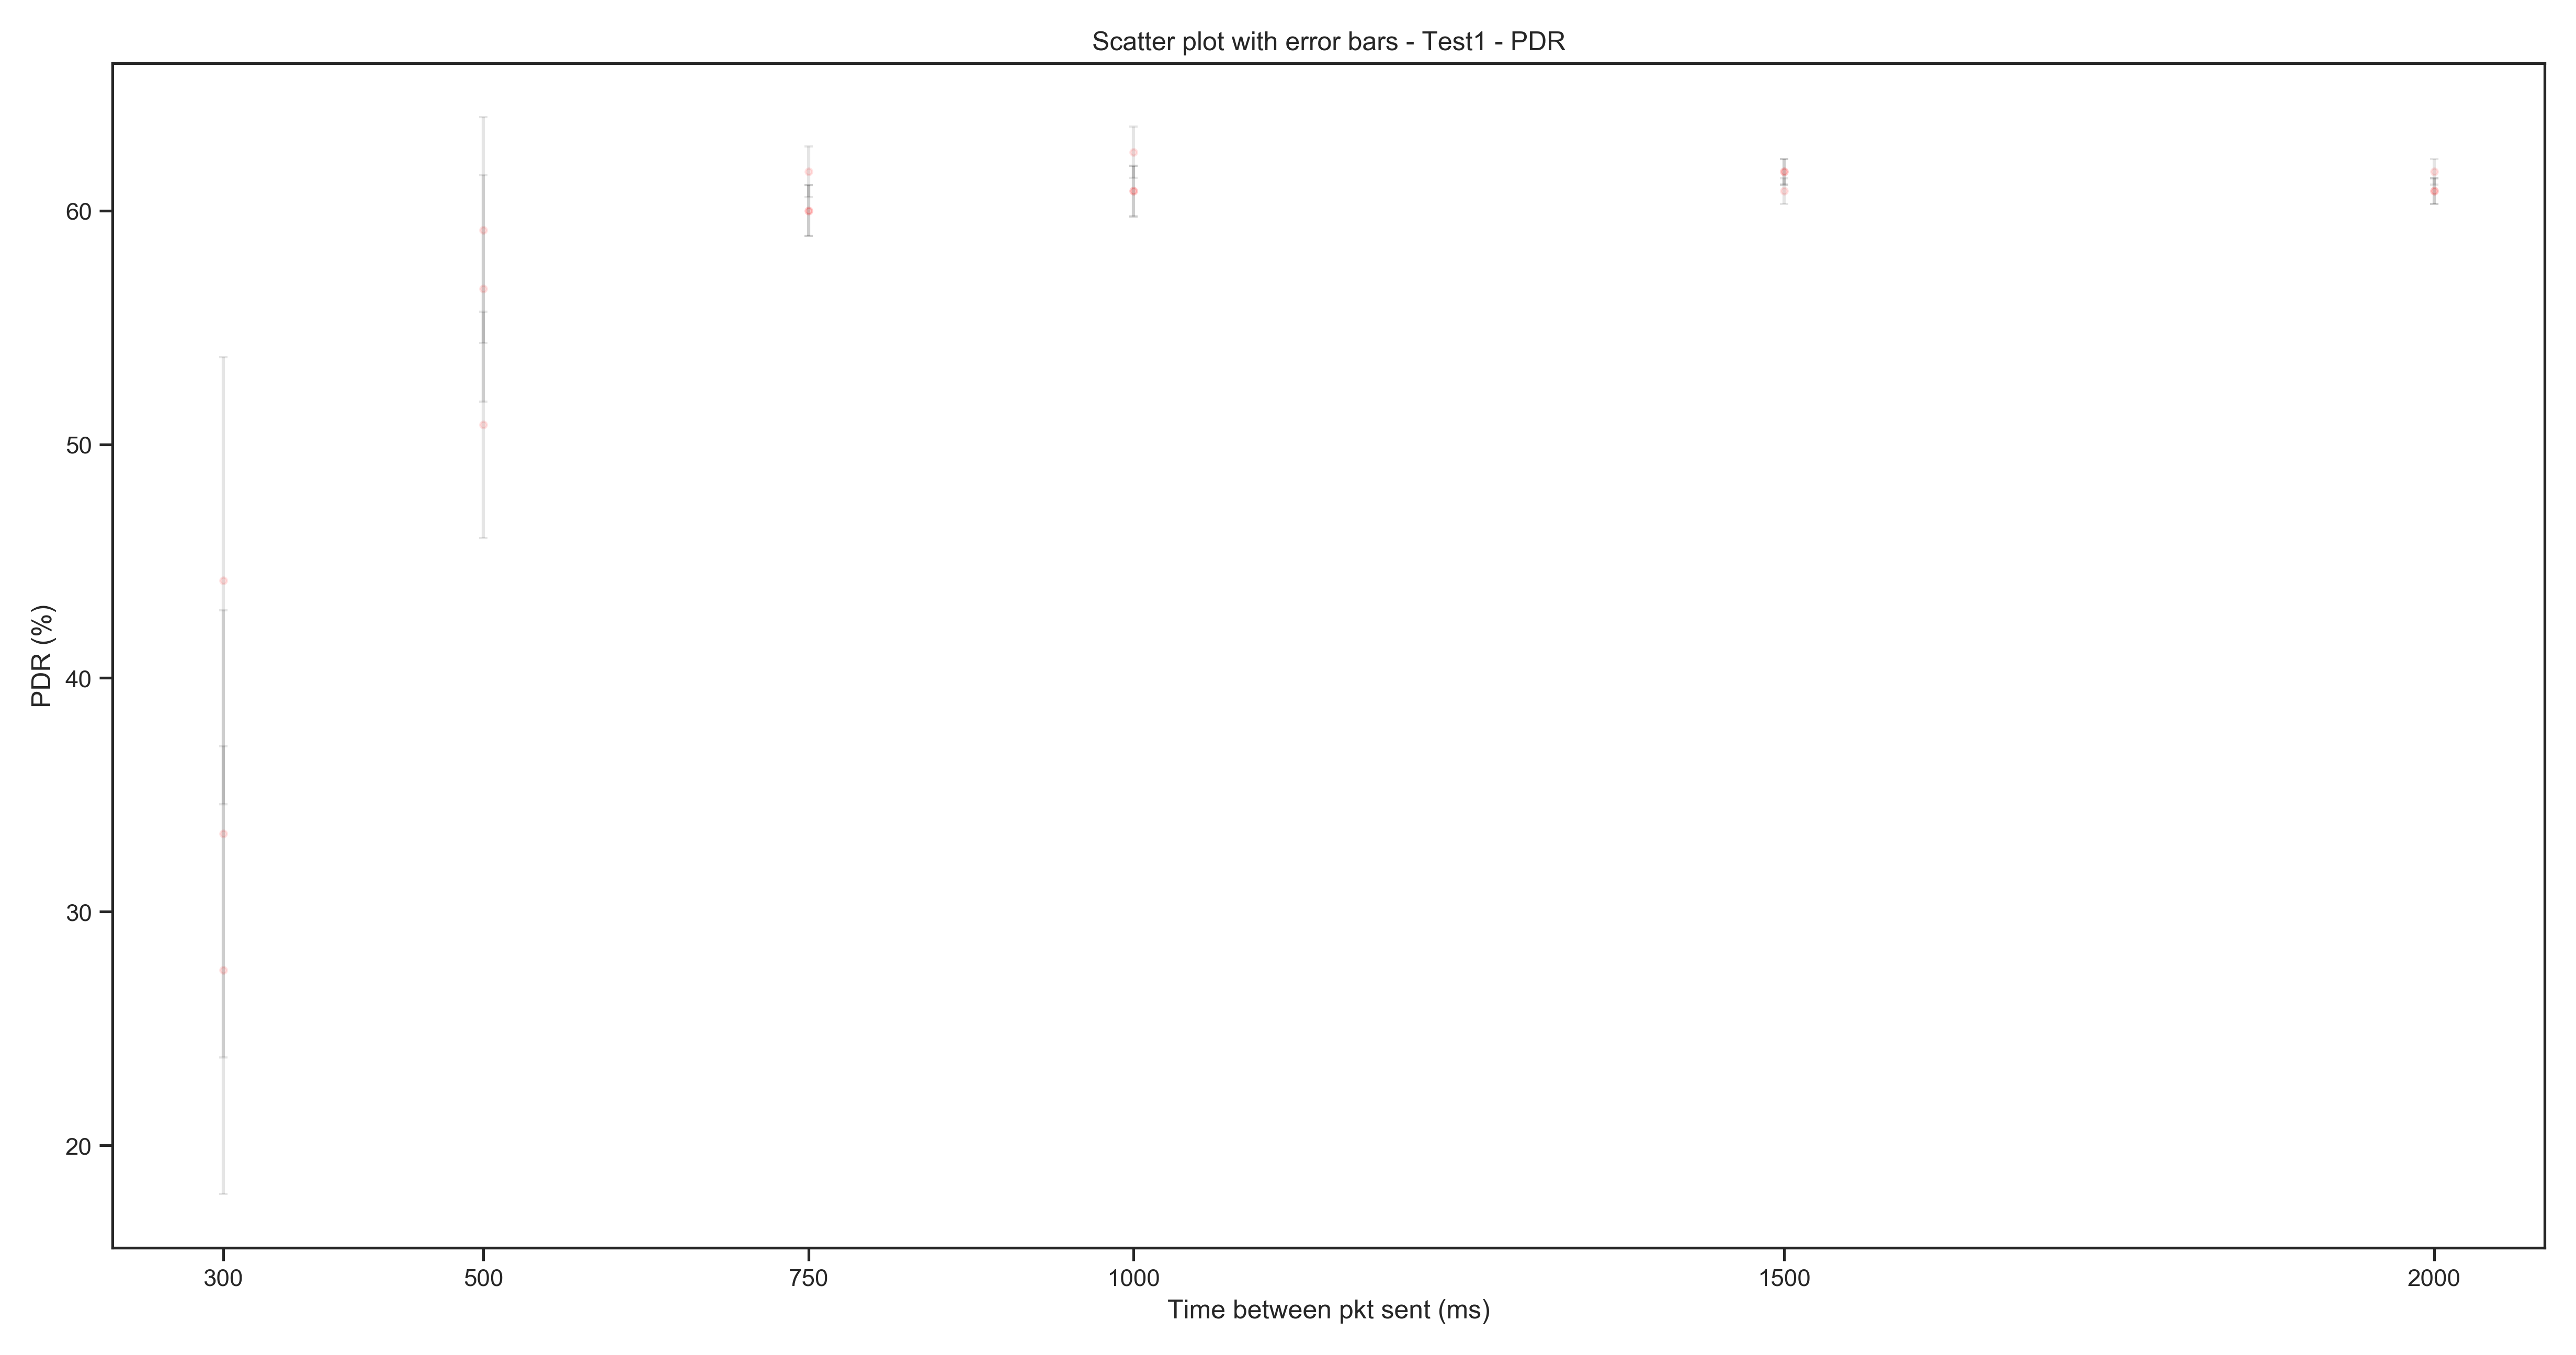 Scatter plot with error bars - Test1 - PDR
PDR (%)
60
50
40
30
20
300 500 750 1000 1500 2000
Time between pkt sent (ms)